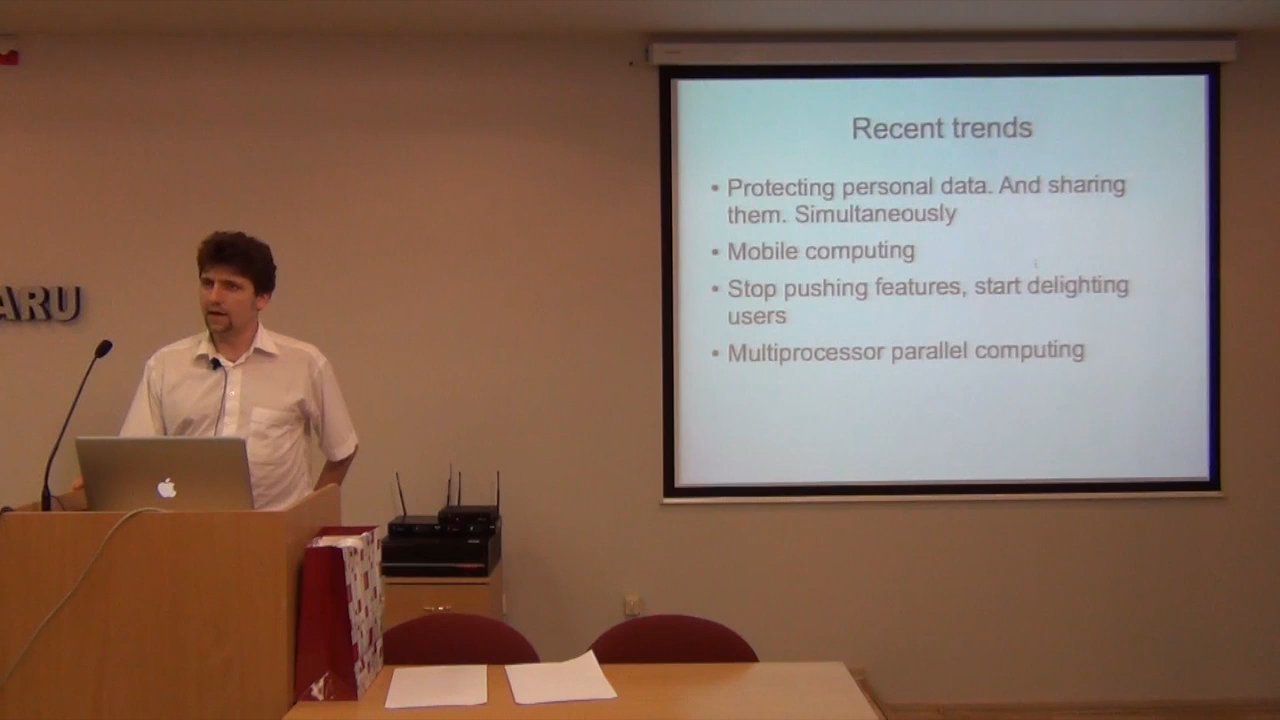 ARU
Recent trends
• Protecting personal data. And sharing
them. Simultaneously
• Mobile computing
• Stop pushing features, start delighting
users
• Multiprocessor parallel computing